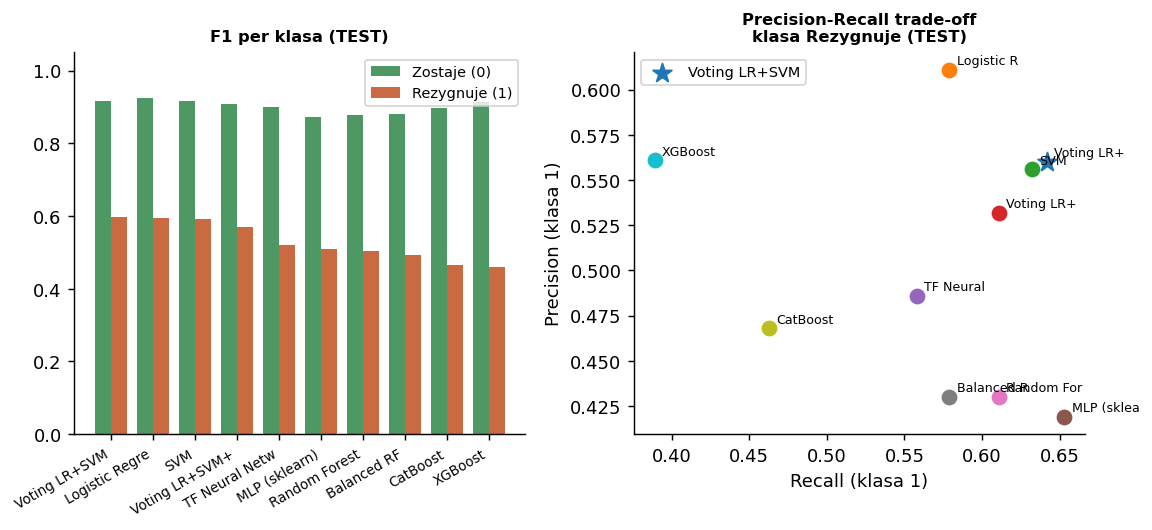 F1 per klasa (TEST)
Zostaje (0)
Rezygnuje (1)
1.0
0.8
0.6
0.4
0.2
0.0
Voting LR+SVM
Logistic Regre
SVM
Voting LR+SVM+
TF Neural Netw
MLP (sklearn)
Random Forest
Balanced RF
CatBoost
XGBoost
Precision-Recall trade-off
klasa Rezygnuje (TEST)
Voting LR+SVM
Precision (klasa 1)
0.600
0.575
0.550
0.525
0.500
0.475
0.450
0.425
Logistic R
XGBoost
Voting LR+
SVM
Voting LR+
TF Neural
CatBoost
Balanced R
Random For
MLP (sklea
0.40
0.45
0.50
0.55
0.60
0.65
Recall (klasa 1)